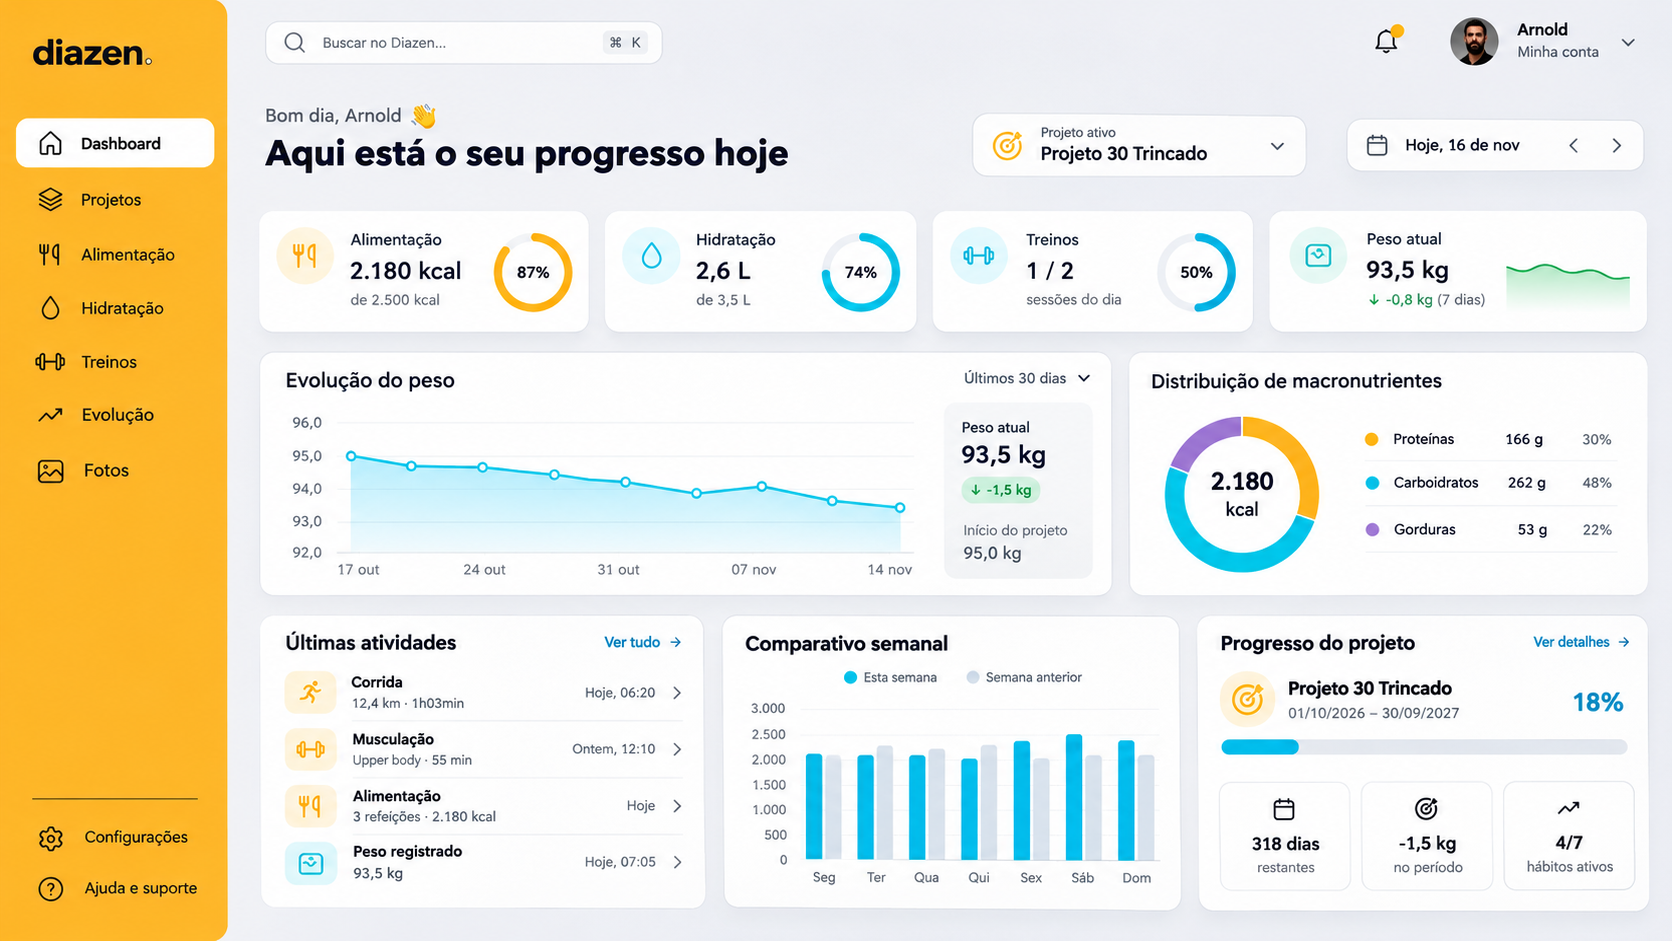 diazen.
Buscar no Diazen...
⌘ K
Arnold
Minha conta
Dashboard
Projetos
Alimentação
Hidratação
Treinos
Evolução
Fotos
Configurações
Ajuda e suporte
Bom dia, Arnold 👋
Aqui está o seu progresso hoje
Projeto ativo
Projeto 30 Trincado
Hoje, 16 de nov
Alimentação
2.180 kcal
de 2.500 kcal
87%
Hidratação
2,6 L
de 3,5 L
74%
Treinos
1 / 2
sessões do dia
50%
Peso atual
93,5 kg
↓ -0,8 kg (7 dias)
Evolução do peso
Últimos 30 dias
96,0
95,0
94,0
93,0
92,0
17 out
24 out
31 out
07 nov
14 nov
Peso atual
93,5 kg
↓ -1,5 kg
Início do projeto
95,0 kg
Distribuição de macronutrientes
2.180
kcal
Proteínas 166 g 30%
Carboidratos 262 g 48%
Gorduras 53 g 22%
Últimas atividades
Ver tudo →
Corrida
12,4 km · 1h03min
Hoje, 06:20
Musculação
Upper body · 55 min
Ontem, 12:10
Alimentação
3 refeições · 2.180 kcal
Hoje
Peso registrado
93,5 kg
Hoje, 07:05
Comparativo semanal
Esta semana
Semana anterior
3.000
2.500
2.000
1.500
1.000
500
0
Seg
Ter
Qua
Qui
Sex
Sáb
Dom
Progresso do projeto
Ver detalhes →
Projeto 30 Trincado
01/10/2026 – 30/09/2027
18%
318 dias
restantes
-1,5 kg
no período
4/7
hábitos ativos